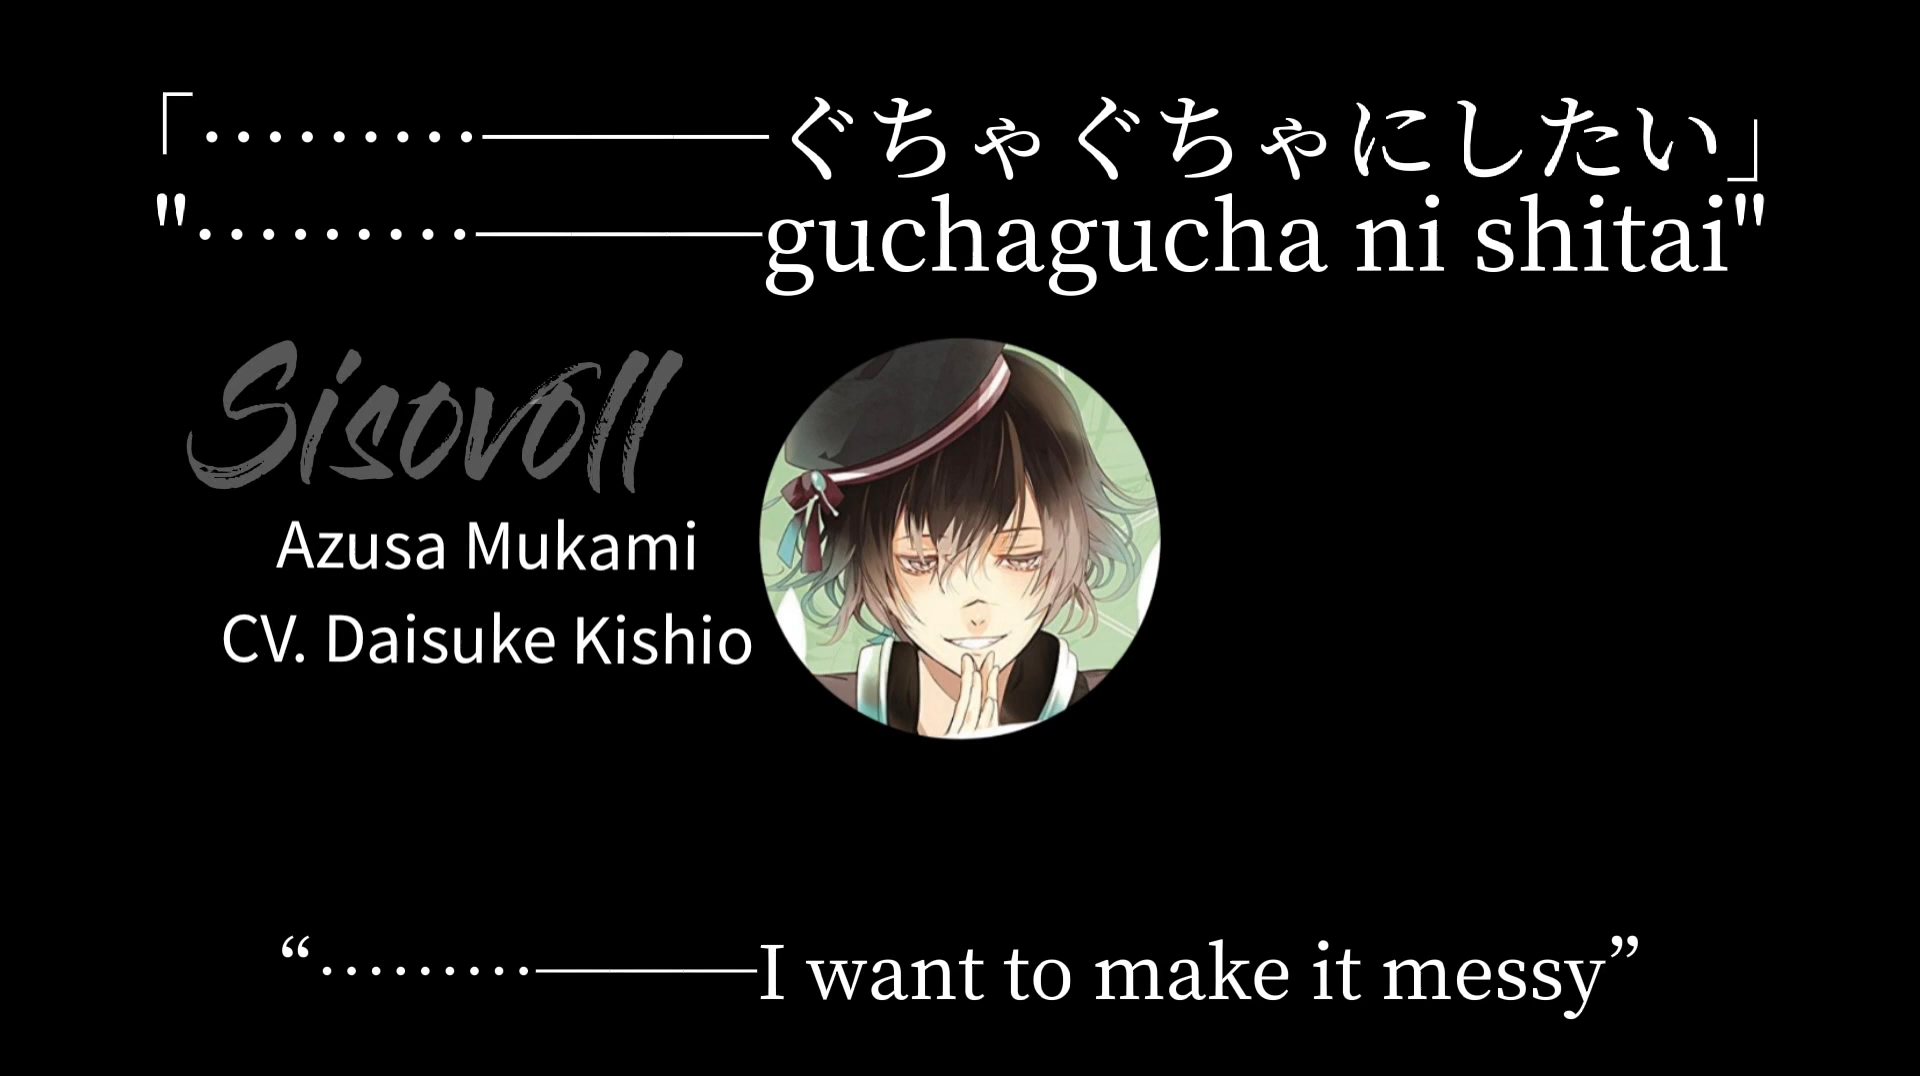 「………―――ぐちゃぐちゃにしたい」
"………―――guchagucha ni shitai"
Sisovoll
Azusa Mukami
CV. Daisuke Kishio
“………―――I want to make it messy”